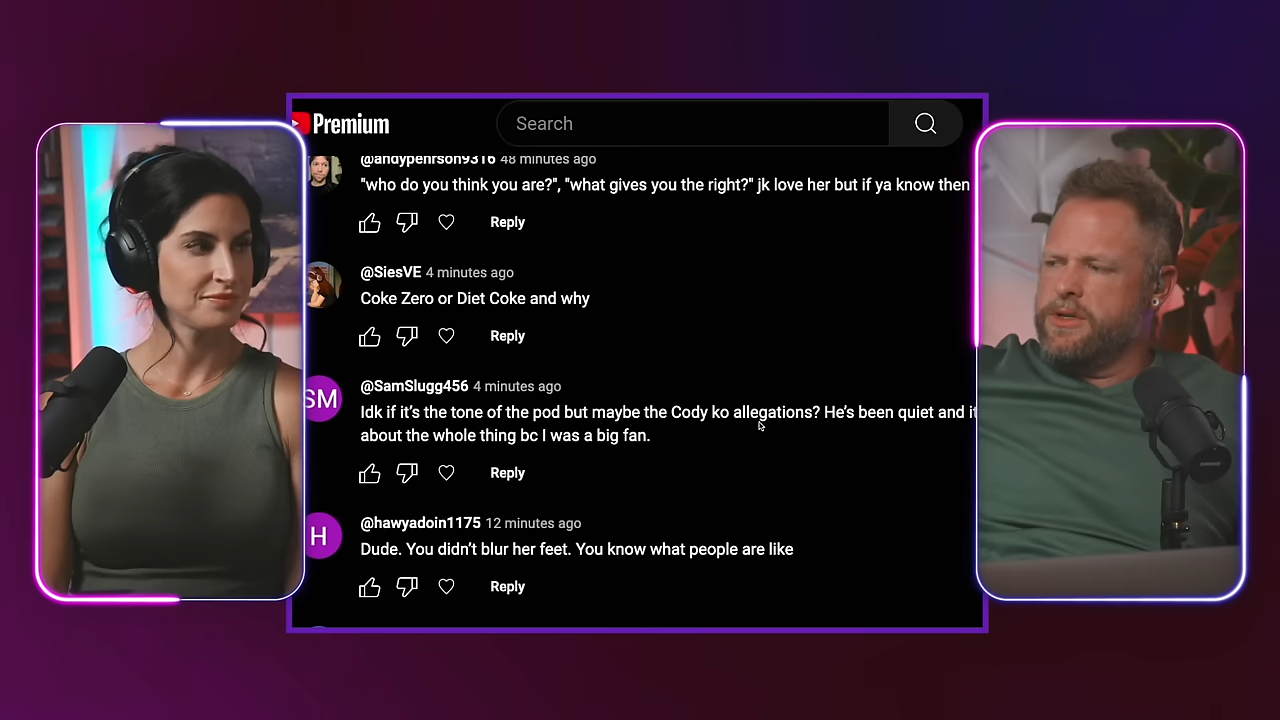 Premium
Search
@andypehrson9316 48 minutes ago
"who do you think you are?", "what gives you the right?" jk love her but if ya know then
Reply
@SiesVE 4 minutes ago
Coke Zero or Diet Coke and why
Reply
SM
@SamSlugg456 4 minutes ago
Idk if it’s the tone of the pod but maybe the Cody ko allegations? He’s been quiet and it
about the whole thing bc I was a big fan.
Reply
H
@hawyadoin1175 12 minutes ago
Dude. You didn’t blur her feet. You know what people are like
Reply